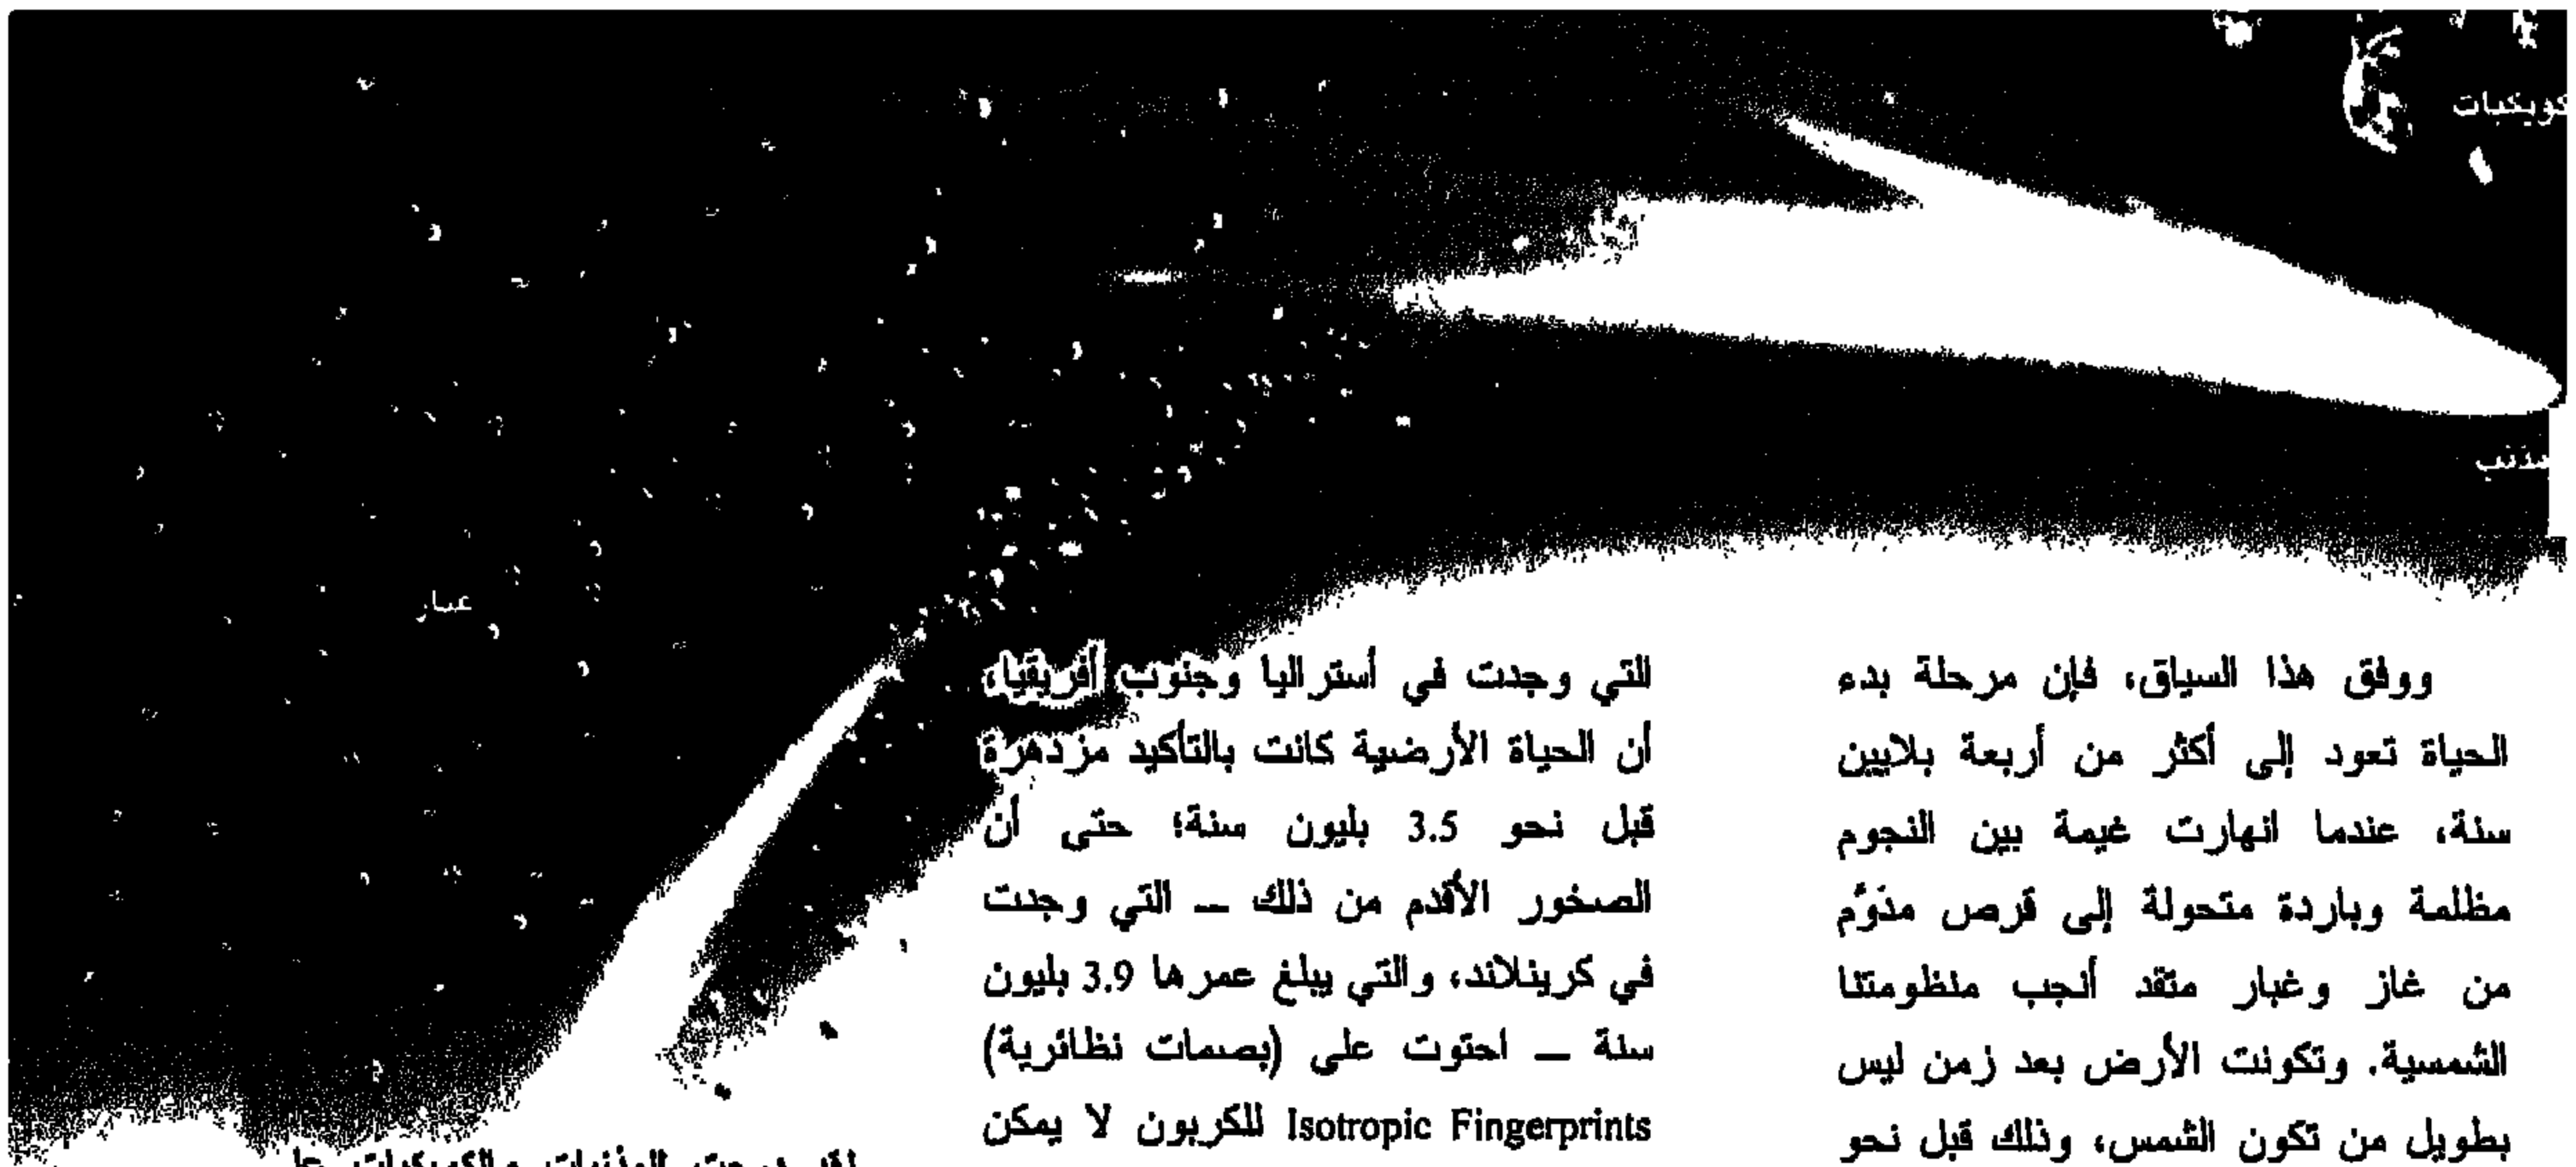 كويكبات
مذنب
غبار
ووفق هذا السياق، فإن مرحلة بدء
الحياة تعود إلى أكثر من أربعة بلايين
سنة، عندما انهارت غيمة بين النجوم
مظلمة وباردة متحولة إلى قرص مدَوِّم
من غاز وغبار متقد أنجب منظومتنا
الشمسية. وتكونت الأرض بعد زمن ليس
بطويل من تكون الشمس، وذلك قبل نحو
للتي وجدت في أستراليا وجنوب أفريقيا،
أن الحياة الأرضية كانت بالتأكيد مزدهرة
قبل نحو 3.5 بليون سنة؛ حتى أن
الصخور الأقدم من ذلك ــ التي وجدت
في كرينلاند، والتي يبلغ عمرها 3.9 بليون
سنة ــ احتوت على (بصمات نظائرية)
Isotropic Fingerprints للكربون لا يمكن